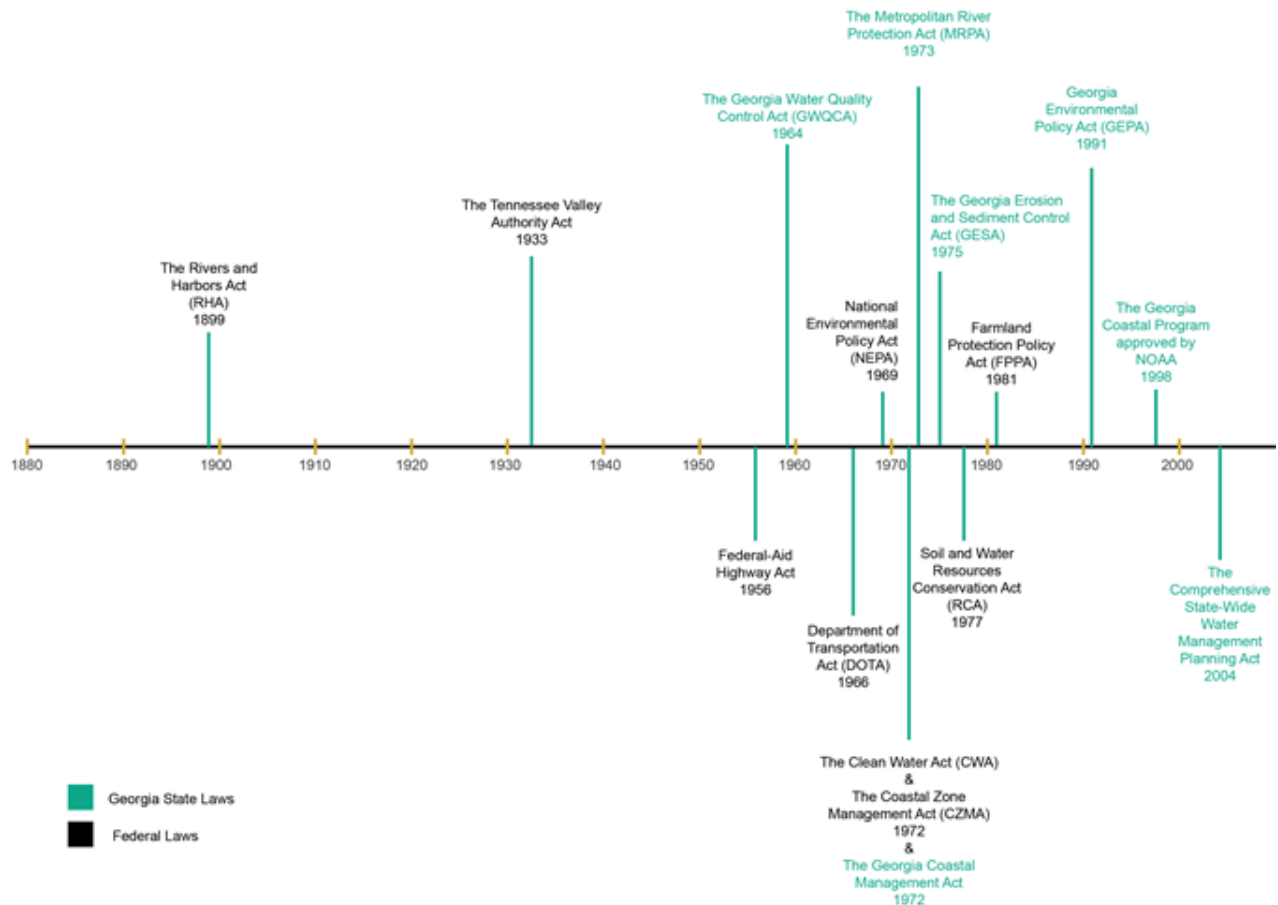 The Metropolitan River
Protection Act (MRPA)
1973
The Georgia Water Quality
Control Act (GWQCA)
1964
Georgia
Environmental
Policy Act (GEPA)
1991
The Tennessee Valley
Authority Act
1933
The Georgia Erosion
and Sediment Control
Act (GESA)
1975
The Rivers and
Harbors Act
(RHA)
1899
National
Environmental
Policy Act
(NEPA)
1969
Farmland
Protection Policy
Act (FPPA)
1981
The Georgia
Coastal Program
approved by
NOAA
1998
1880 1890 1900 1910 1920 1930 1940 1950 1960 1970 1980 1990 2000
Federal-Aid
Highway Act
1956
Soil and Water
Resources
Conservation Act
(RCA)
1977
The
Comprehensive
State-Wide
Water
Management
Planning Act
2004
Department of
Transportation
Act (DOTA)
1966
The Clean Water Act (CWA)
&
The Coastal Zone
Management Act (CZMA)
1972
&
The Georgia Coastal
Management Act
1972
Georgia State Laws
Federal Laws